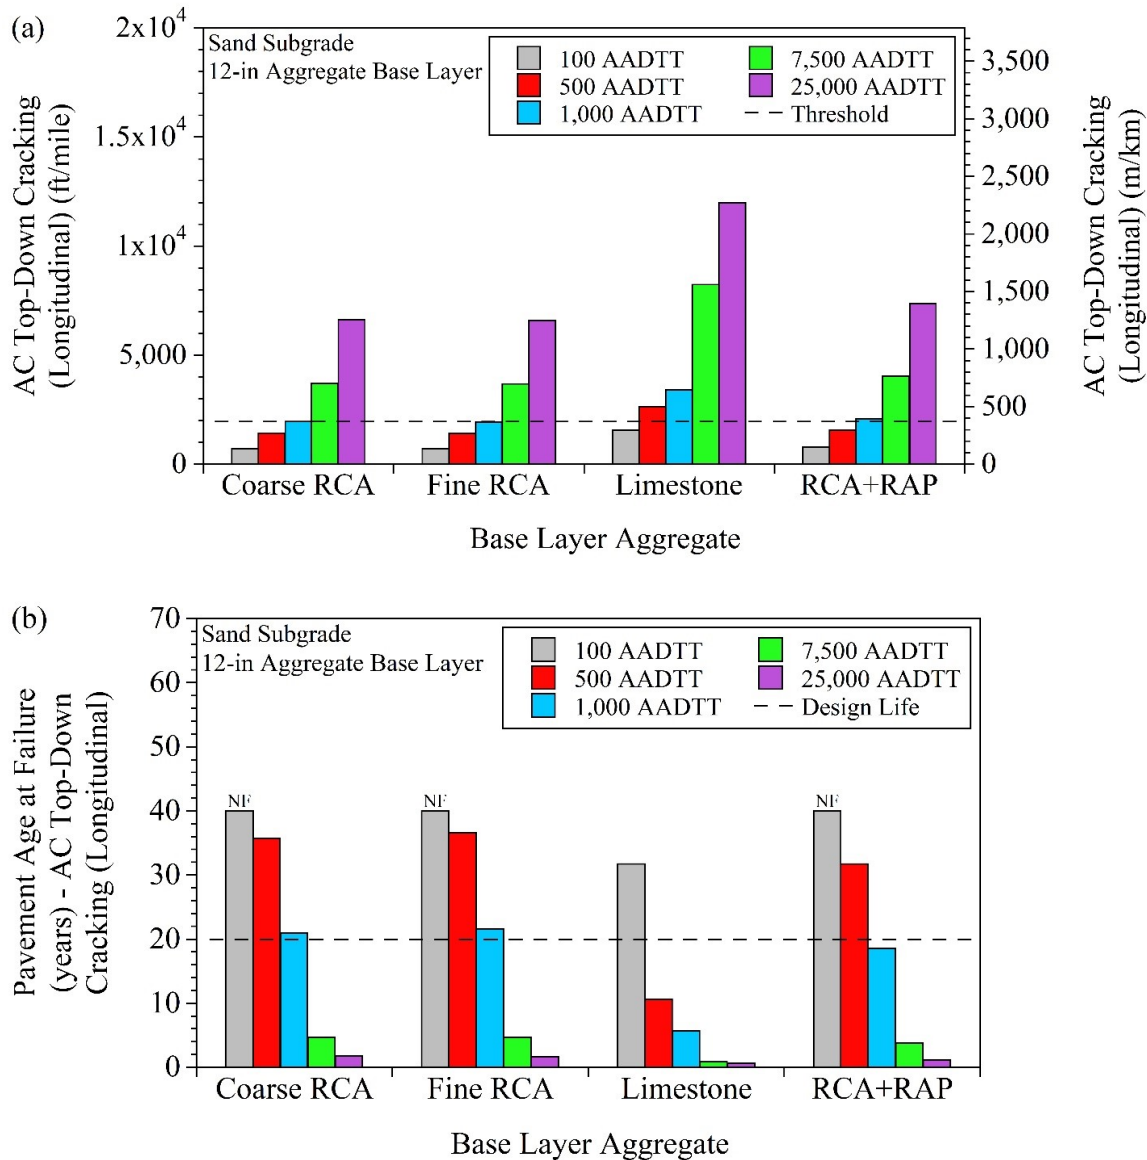 (a)
2x10⁴
1.5x10⁴
1x10⁴
5,000
0
AC Top-Down Cracking
(Longitudinal) (ft/mile)
Sand Subgrade
12-in Aggregate Base Layer
100 AADTT
500 AADTT
1,000 AADTT
7,500 AADTT
25,000 AADTT
Threshold
3,500
3,000
2,500
2,000
1,500
1,000
500
0
AC Top-Down Cracking
(Longitudinal) (m/km)
Coarse RCA
Fine RCA
Limestone
RCA+RAP
Base Layer Aggregate
(b)
70
60
50
40
30
20
10
0
Pavement Age at Failure
(years) - AC Top-Down
Cracking (Longitudinal)
Sand Subgrade
12-in Aggregate Base Layer
100 AADTT
500 AADTT
1,000 AADTT
7,500 AADTT
25,000 AADTT
Design Life
NF
NF
NF
Coarse RCA
Fine RCA
Limestone
RCA+RAP
Base Layer Aggregate